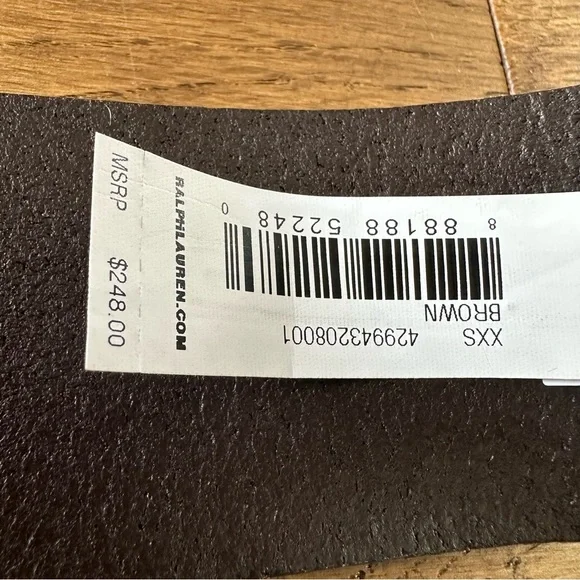 XXS 429943208001
BROWN
8 88188 52248 0
RALPHLAUREN.COM
MSRP $248.00